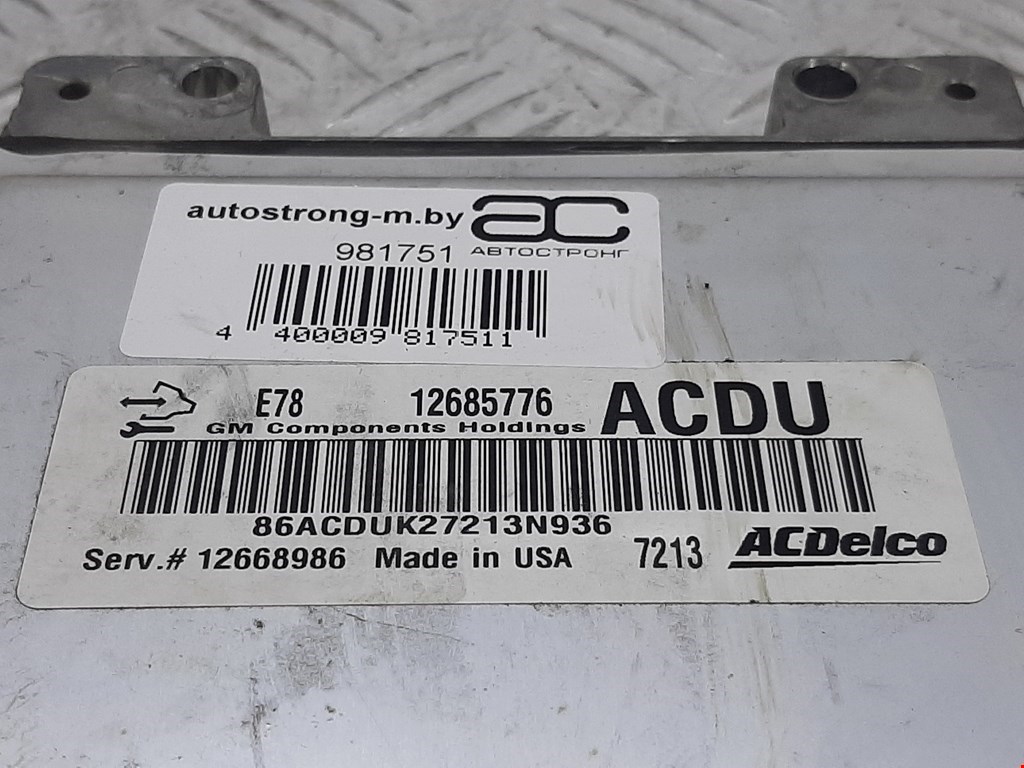 autostrong-m.by ac
981751 АВТОСТРОНГ
4 400009 817511
E78 12685776 ACDU
GM Components Holdings
86ACDUK27213N936
Serv.# 12668986 Made in USA 7213 ACDelco